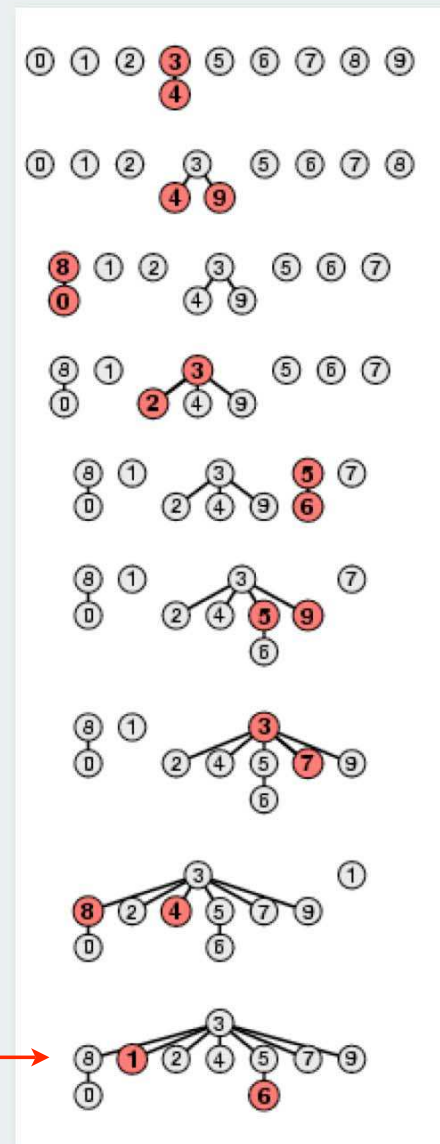 0 1 2 3 5 6 7 8 9
4
0 1 2 3 5 6 7 8
4 9
8 1 2 3 5 6 7
0 4 9
8 1 3 5 6 7
0 2 4 9
8 1 3 5 7
0 2 4 9 6
8 1 3 7
0 2 4 5 9
6
8 1 3
0 2 4 5 7 9
6
3 1
8 2 4 5 7 9
0 6
3
8 1 2 4 5 7 9
0 6